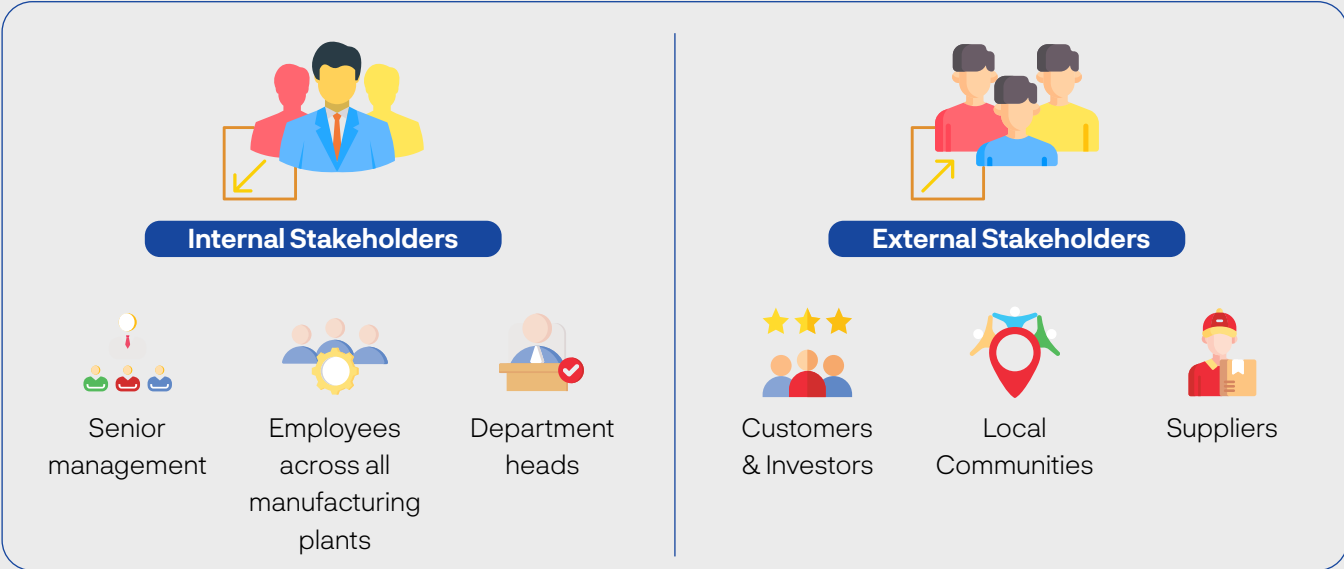 Internal Stakeholders
Senior
management
Employees
across all
manufacturing
plants
Department
heads
External Stakeholders
Customers
& Investors
Local
Communities
Suppliers